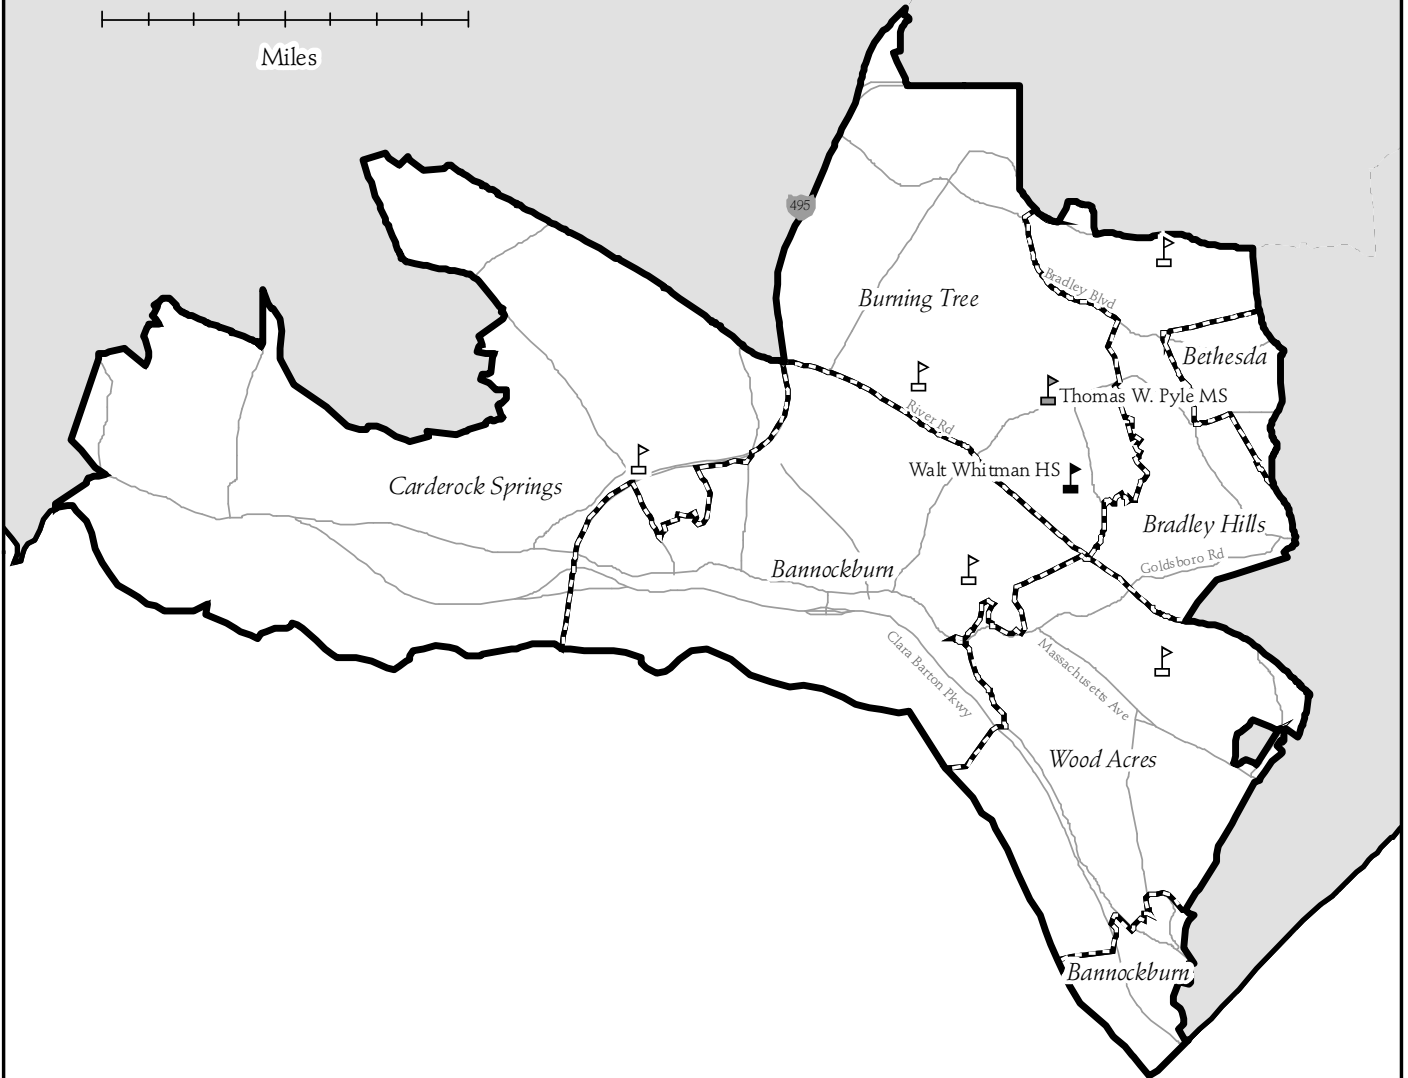 Miles
495
Bradley Blvd
Burning Tree
Bethesda
Thomas W. Pyle MS
River Rd
Walt Whitman HS
Carderock Springs
Bradley Hills
Goldsboro Rd
Bannockburn
Clara Barton Pkwy
Massachusetts Ave
Wood Acres
Bannockburn